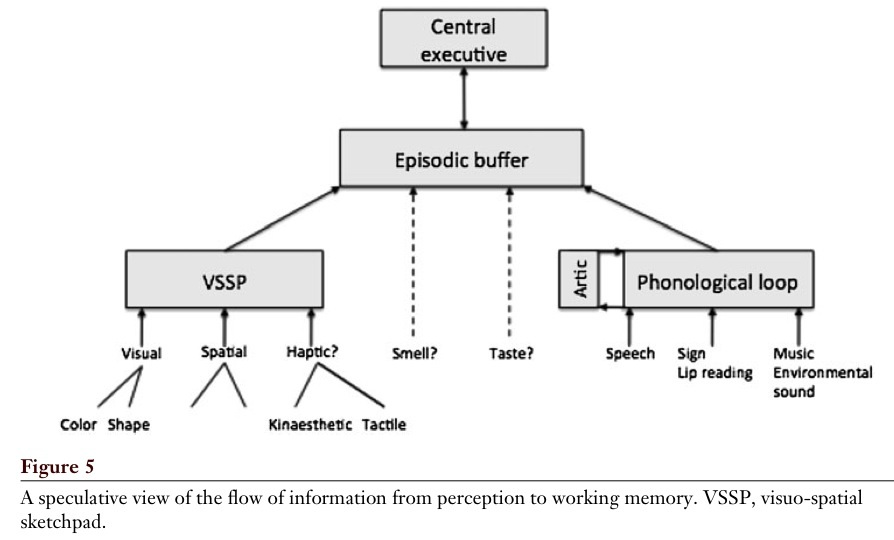 Central
executive
Episodic buffer
VSSP
Artic
Phonological loop
Visual
Spatial
Haptic?
Smell?
Taste?
Speech
Sign
Lip reading
Music
Environmental
sound
Color
Shape
Kinaesthetic
Tactile
Figure 5
A speculative view of the flow of information from perception to working memory. VSSP, visuo-spatial
sketchpad.